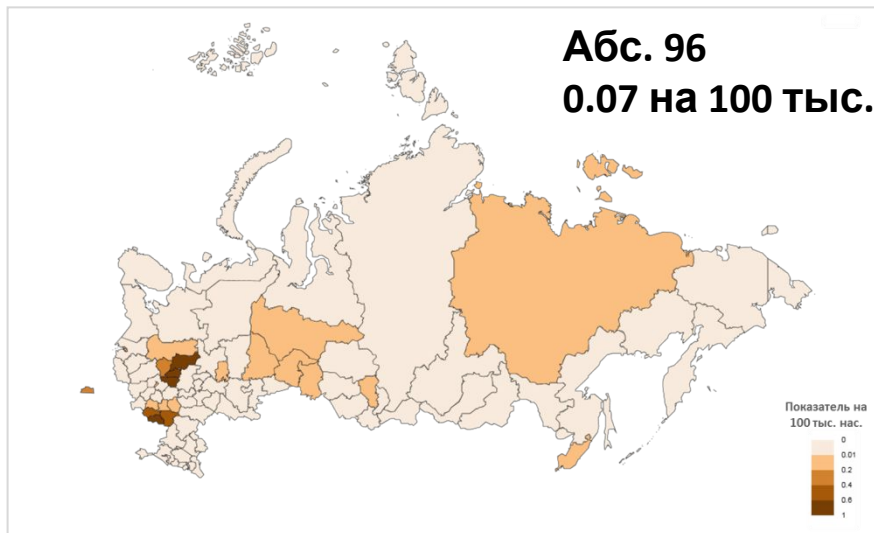 Абс. 96
0.07 на 100 тыс.
Показатель на
100 тыс. нас.
0
0.01
0.2
0.4
0.6
1